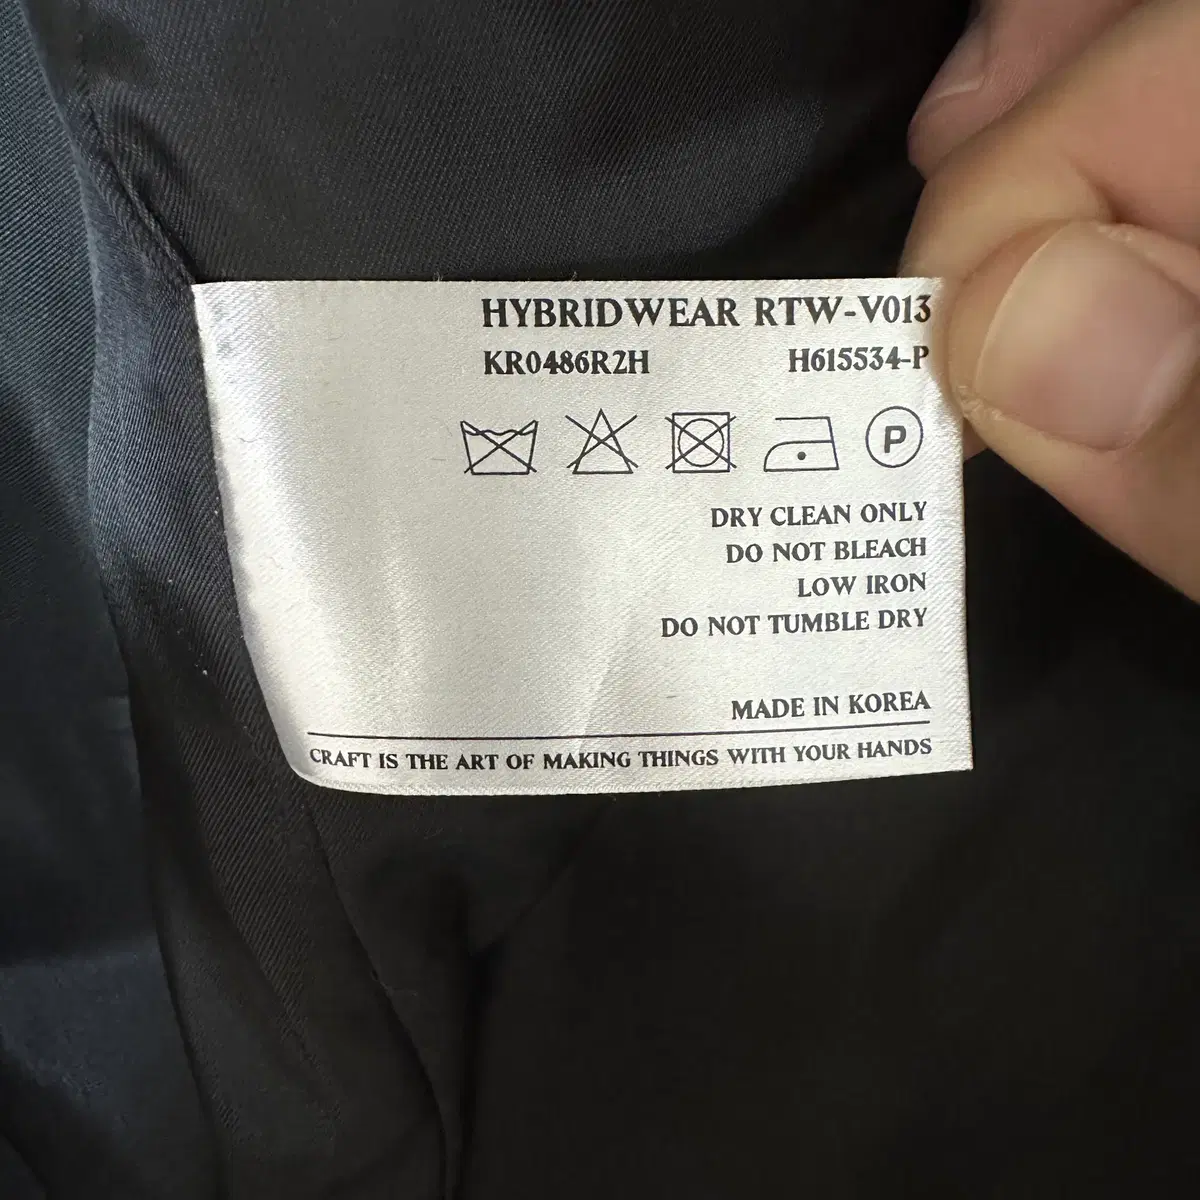 HYBRIDWEAR RTW-V013
KR0486R2H H615534-P
P
DRY CLEAN ONLY
DO NOT BLEACH
LOW IRON
DO NOT TUMBLE DRY
MADE IN KOREA
CRAFT IS THE ART OF MAKING THINGS WITH YOUR HANDS